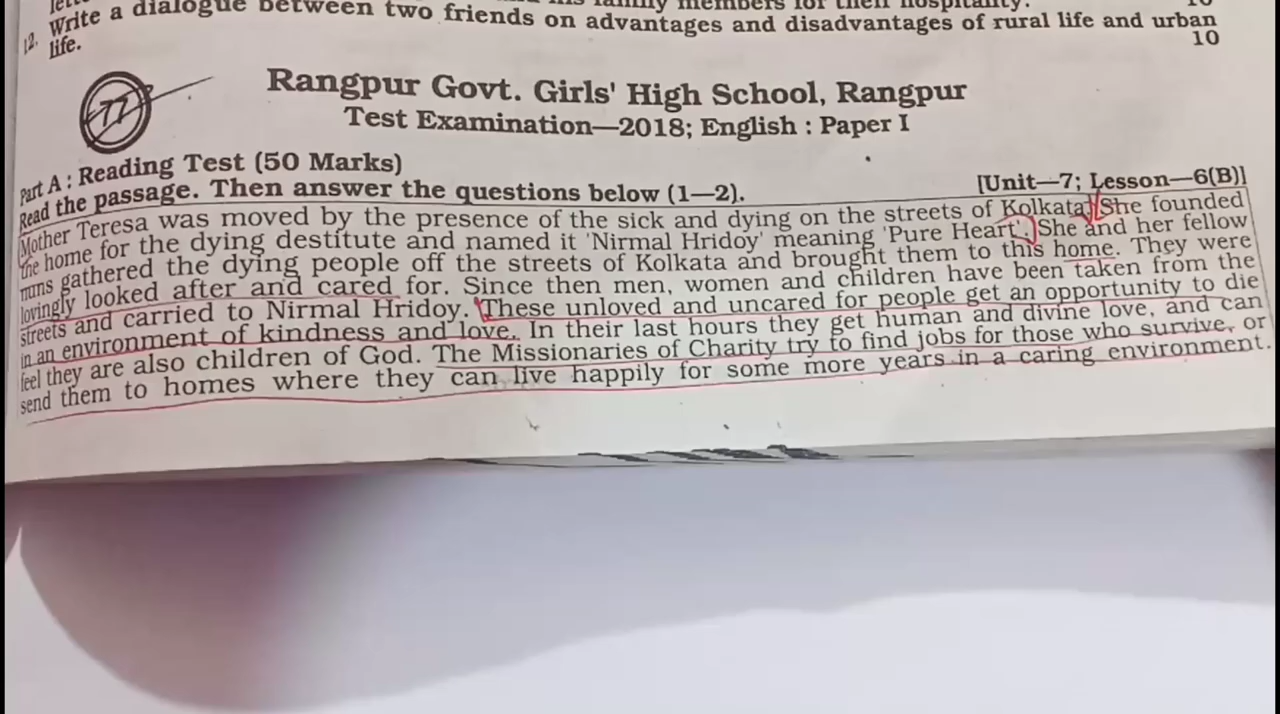 members for their hospitality. 10
12. Write a dialogue between two friends on advantages and disadvantages of rural life and urban
life. 10
77
Rangpur Govt. Girls' High School, Rangpur
Test Examination—2018; English : Paper I
Part A : Reading Test (50 Marks)
Read the passage. Then answer the questions below (1—2). [Unit—7; Lesson—6(B)]
Mother Teresa was moved by the presence of the sick and dying on the streets of Kolkata. She founded
the home for the dying destitute and named it 'Nirmal Hridoy' meaning 'Pure Heart'. She and her fellow
nuns gathered the dying people off the streets of Kolkata and brought them to this home. They were
lovingly looked after and cared for. Since then men, women and children have been taken from the
streets and carried to Nirmal Hridoy. These unloved and uncared for people get an opportunity to die
in an environment of kindness and love. In their last hours they get human and divine love, and can
feel they are also children of God. The Missionaries of Charity try to find jobs for those who survive, or
send them to homes where they can live happily for some more years in a caring environment.